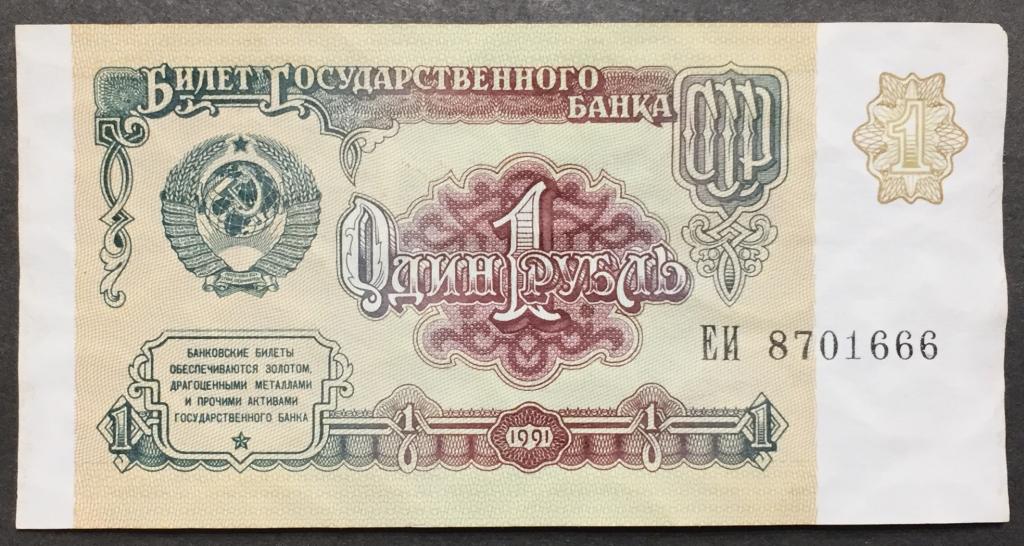 Билет Государственного
Банка СССР
1
Один 1 рубль
ЕИ 8701666
БАНКОВСКИЕ БИЛЕТЫ
ОБЕСПЕЧИВАЮТСЯ ЗОЛОТОМ,
ДРАГОЦЕННЫМИ МЕТАЛЛАМИ
И ПРОЧИМИ АКТИВАМИ
ГОСУДАРСТВЕННОГО БАНКА
1 1 1991 1 1